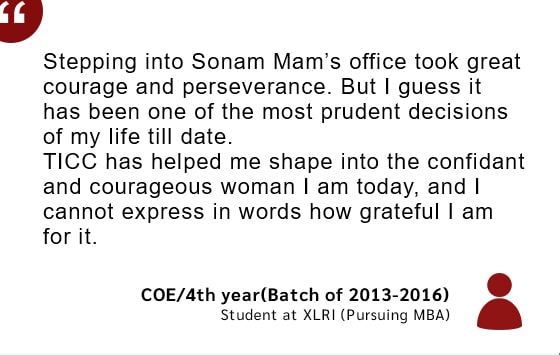 Stepping into Sonam Mam’s office took great
courage and perseverance. But I guess it
has been one of the most prudent decisions
of my life till date.
TICC has helped me shape into the confidant
and courageous woman I am today, and I
cannot express in words how grateful I am
for it.
COE/4th year(Batch of 2013-2016)
Student at XLRI (Pursuing MBA)